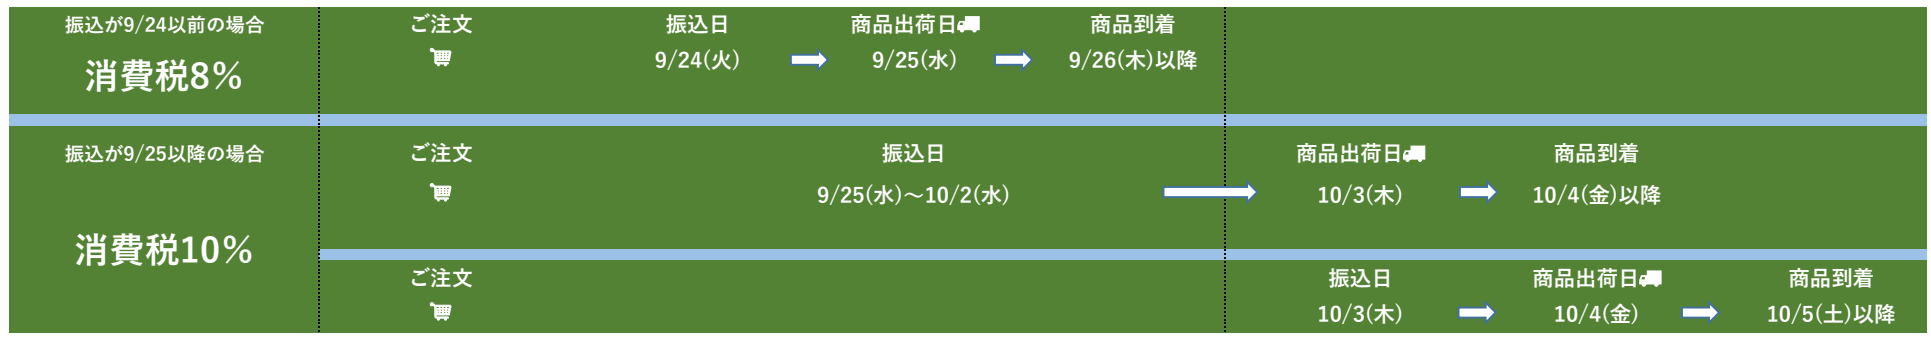 振込が9/24以前の場合
消費税8%
ご注文
振込日
9/24(火)
商品出荷日
9/25(水)
商品到着
9/26(木)以降
振込が9/25以降の場合
消費税10%
ご注文
振込日
9/25(水)～10/2(水)
商品出荷日
10/3(木)
商品到着
10/4(金)以降
ご注文
振込日
10/3(木)
商品出荷日
10/4(金)
商品到着
10/5(土)以降